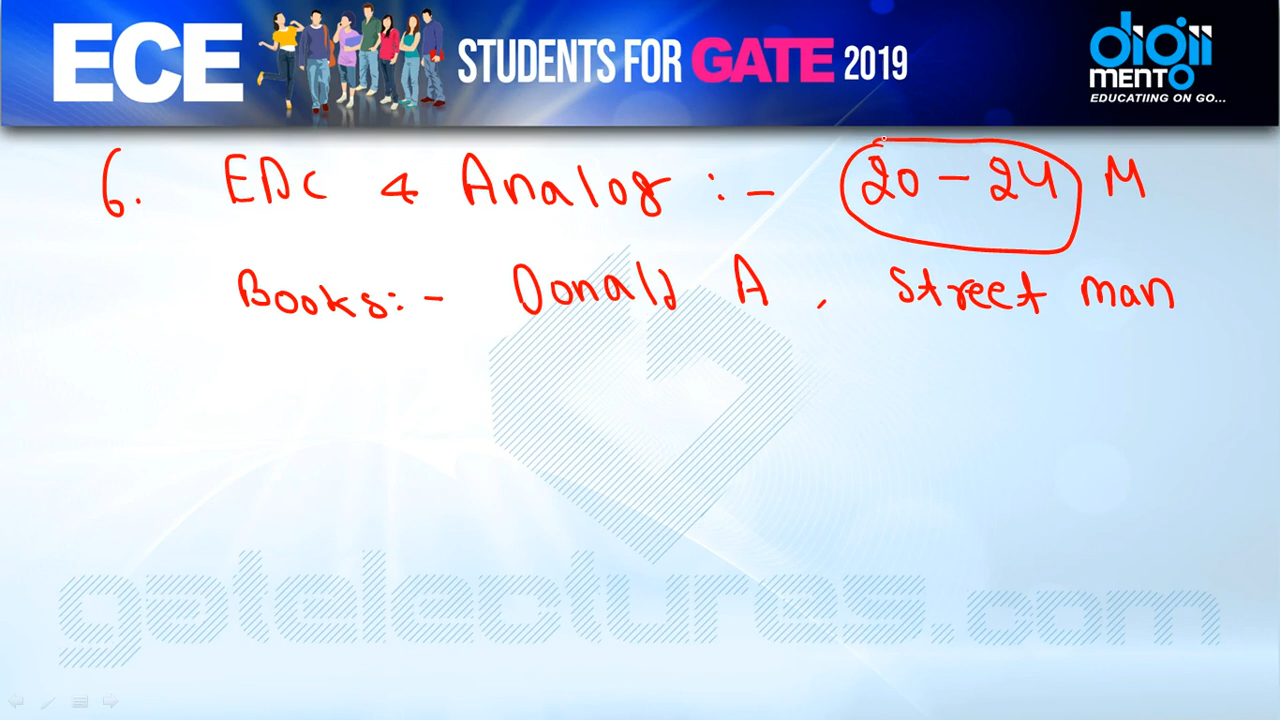 ECE STUDENTS FOR GATE 2019
digii
MENTO
EDUCATIING ON GO...
6. EDC & Analog :- 20 - 24 M
Books:- Donald A , Street man
gatelectures.com